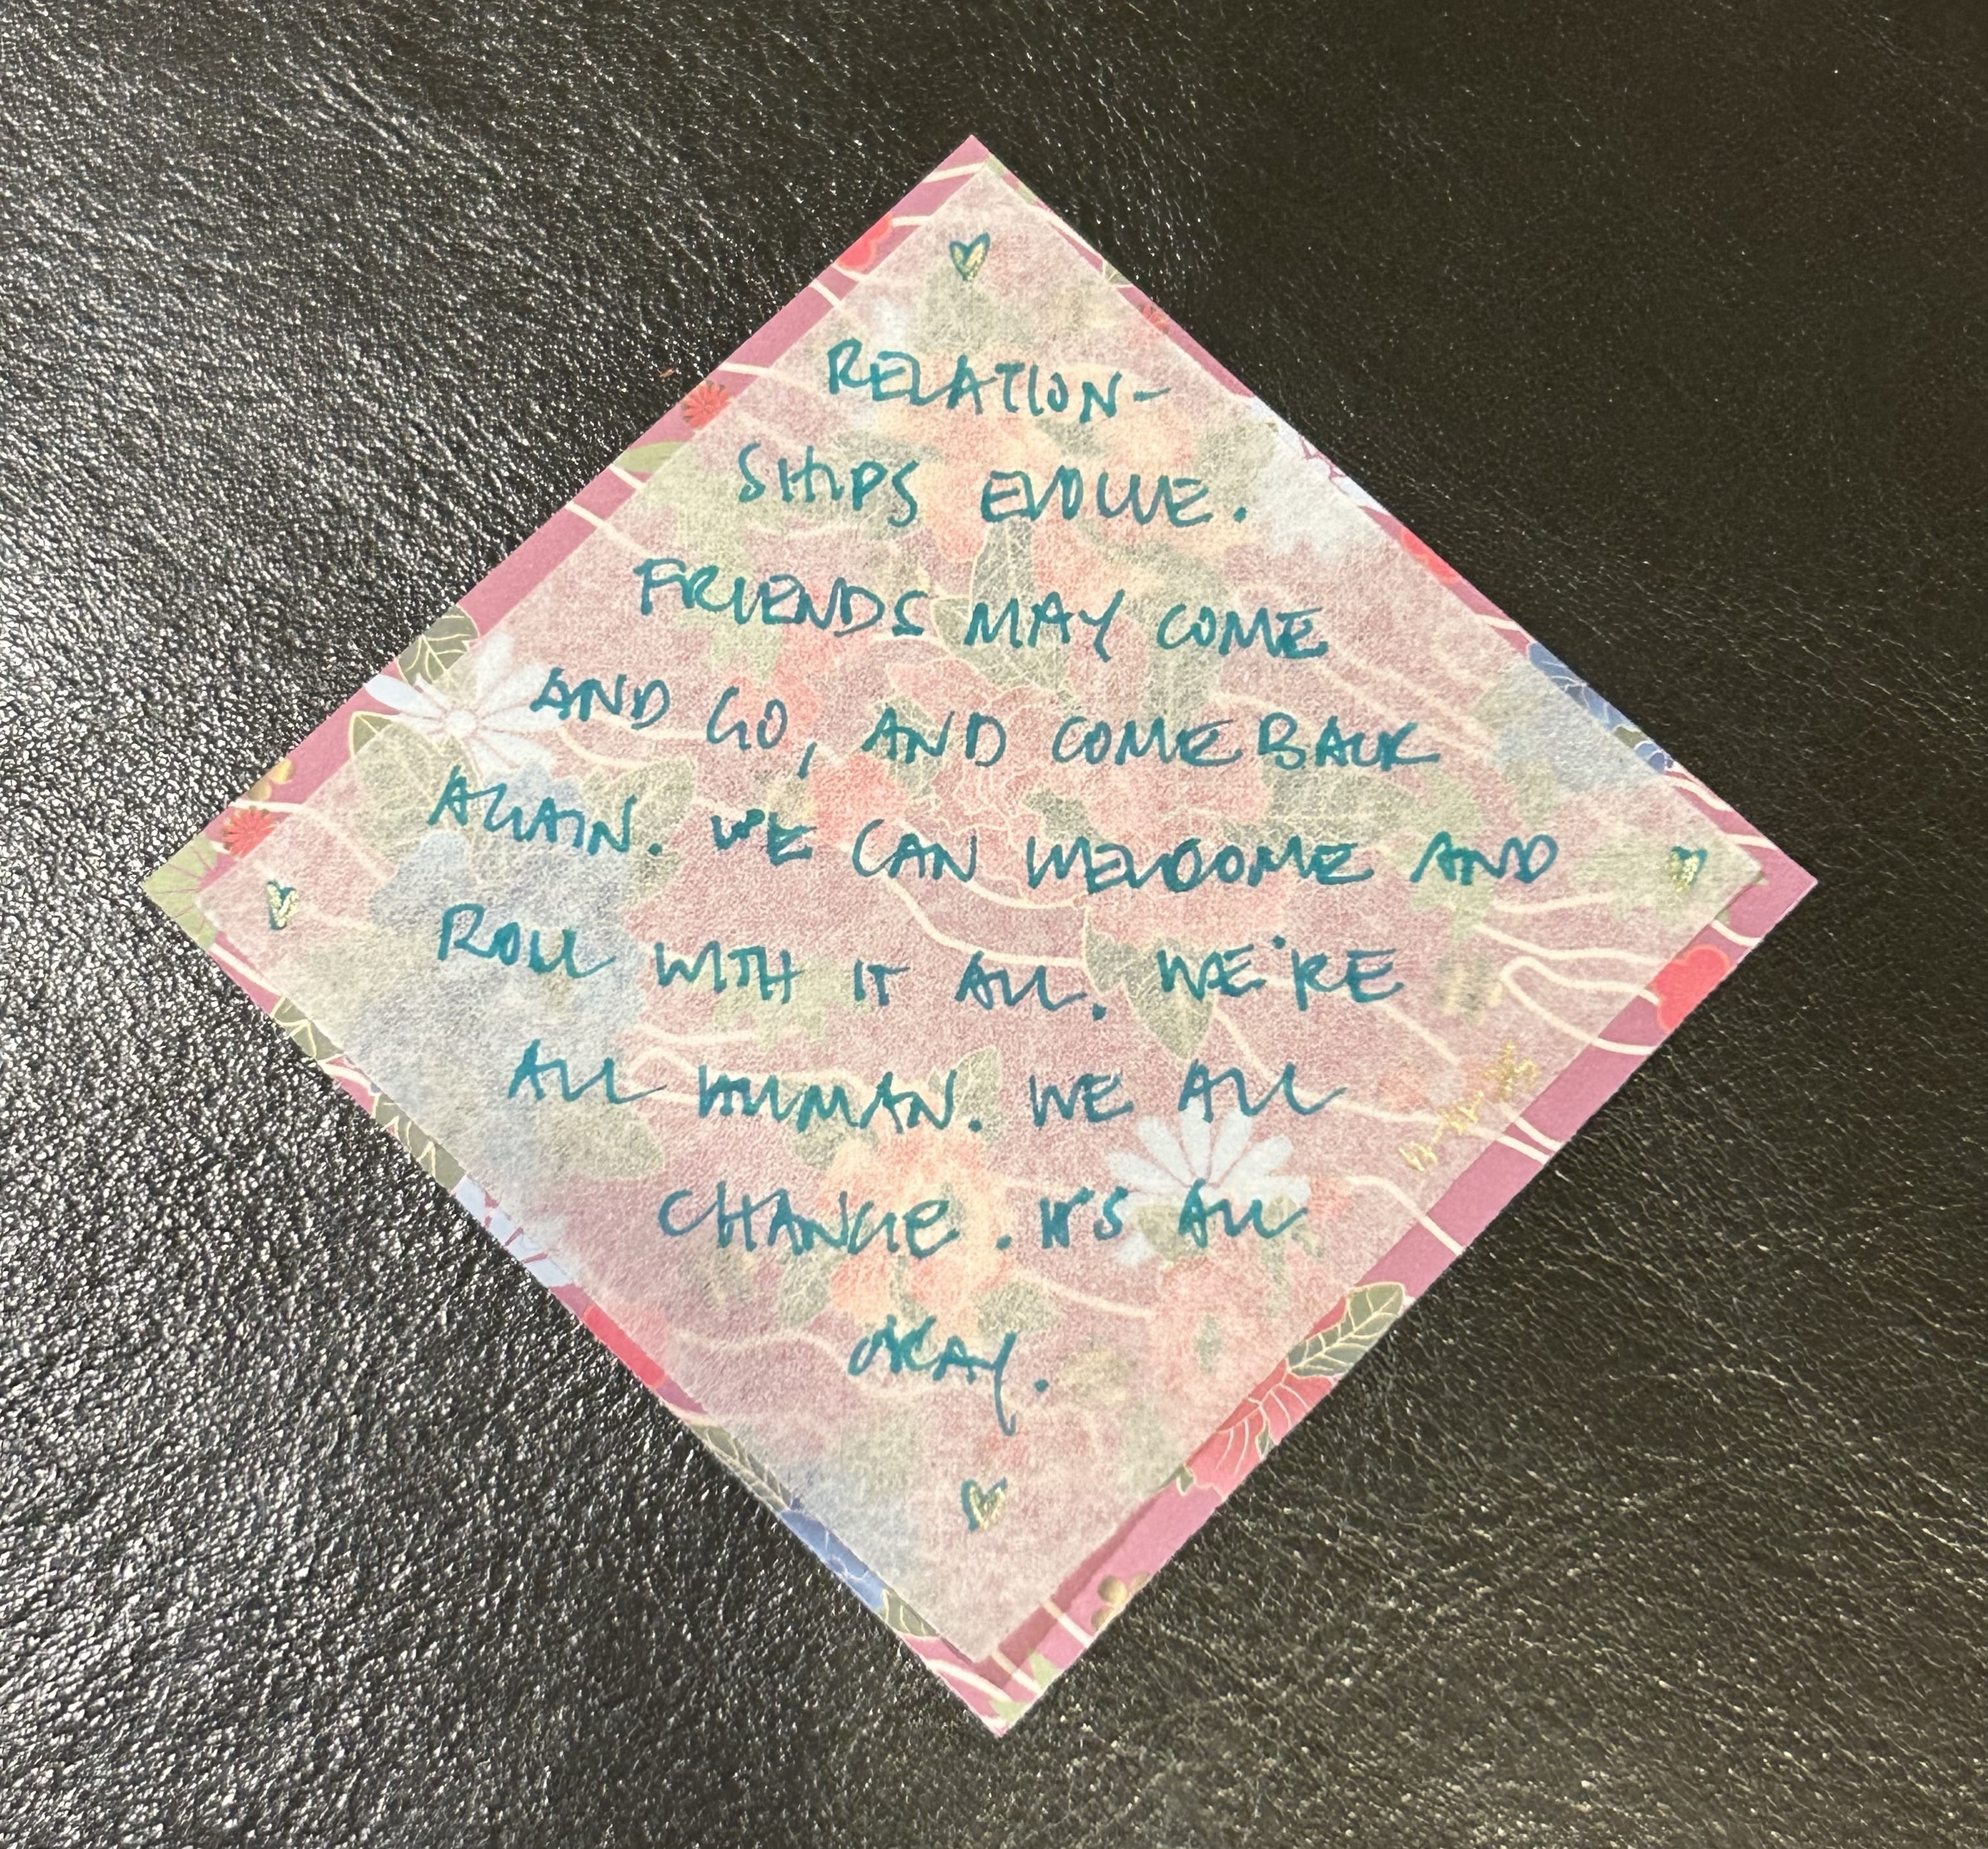 RELATION-
SHIPS EVOLVE.
FRIENDS MAY COME
AND GO, AND COME BACK
AGAIN. WE CAN WELCOME AND
ROLL WITH IT ALL. WE'RE
ALL HUMAN. WE ALL
CHANGE. IT'S ALL
OKAY.